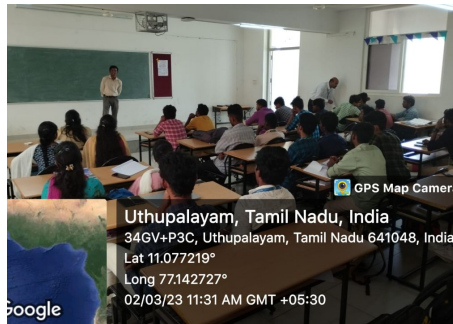 GPS Map Camera
Uthupalayam, Tamil Nadu, India
34GV+P3C, Uthupalayam, Tamil Nadu 641048, India
Lat 11.077219°
Long 77.142727°
02/03/23 11:31 AM GMT +05:30
Google